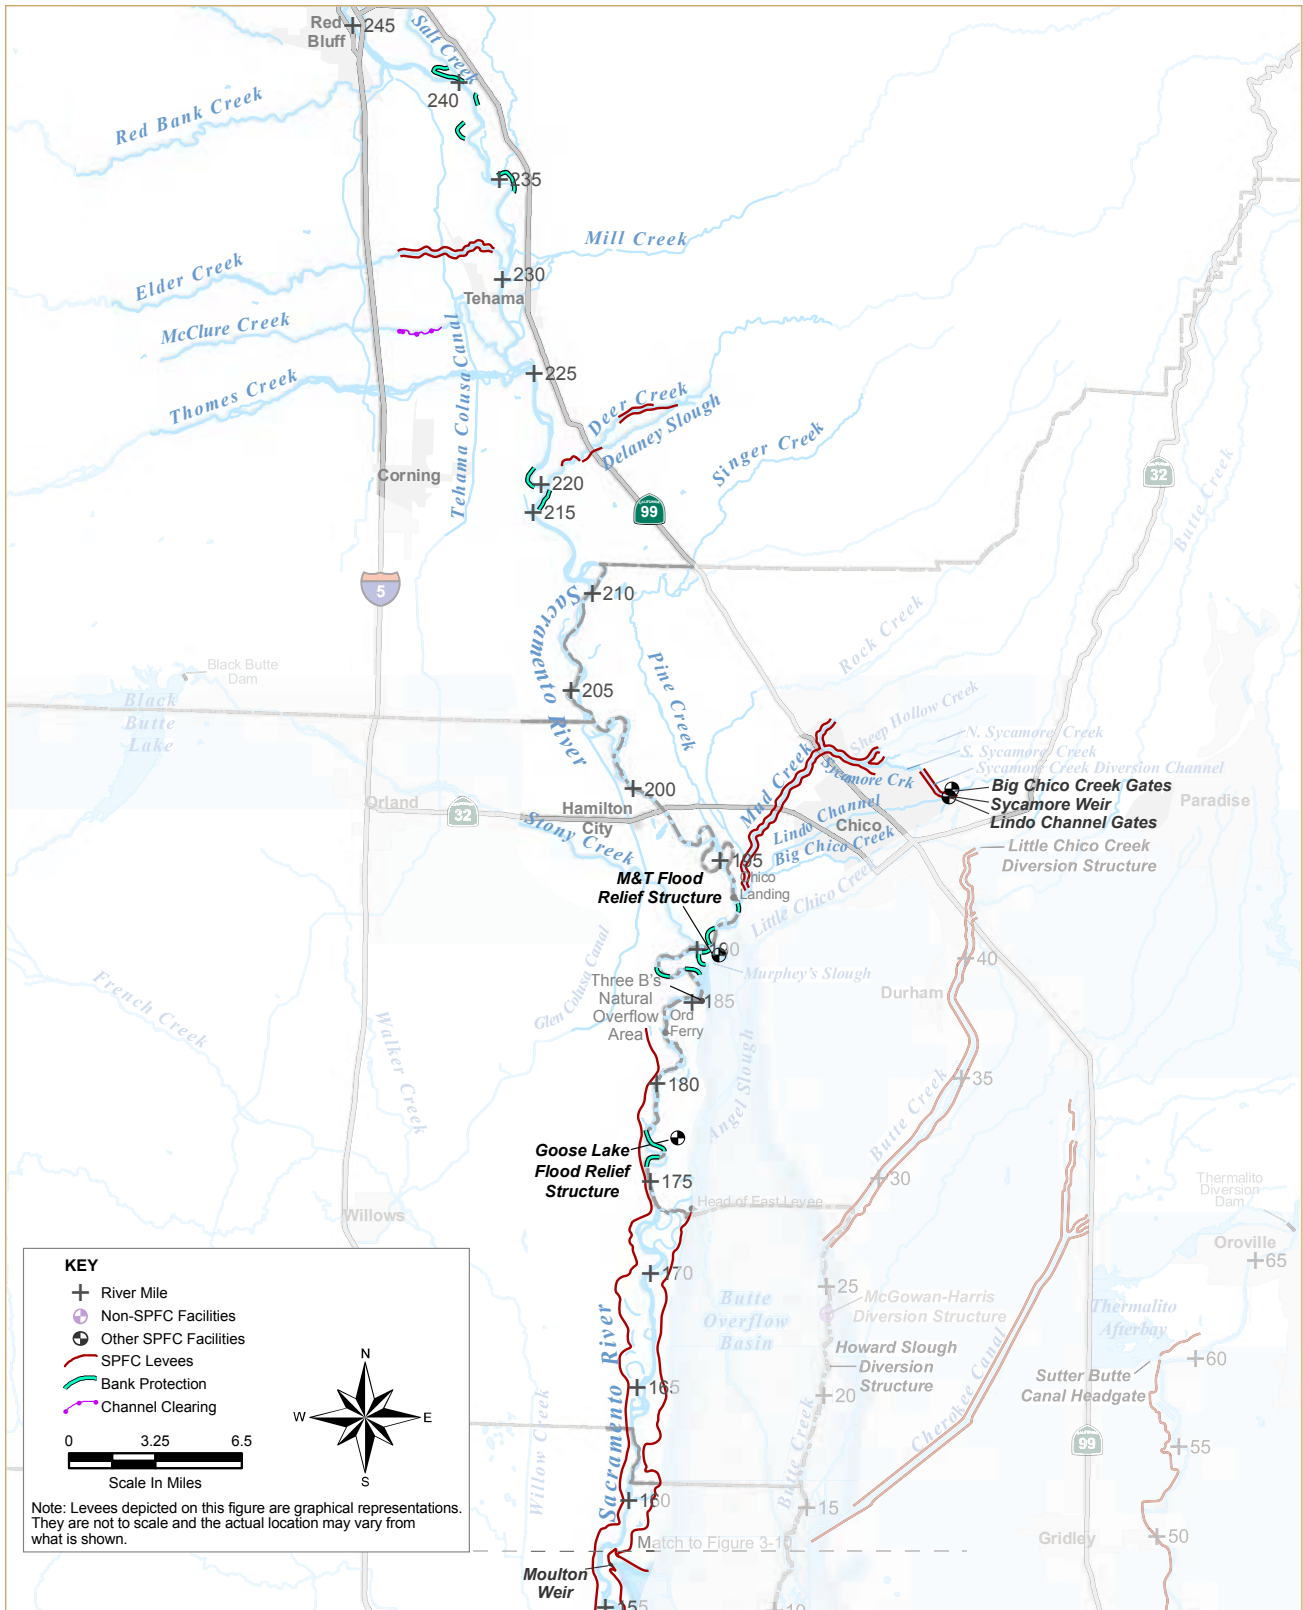 Red
Bluff
245
Salt Creek
240
Red Bank Creek
235
Mill Creek
Elder Creek
230
Tehama
McClure Creek
Tehama Colusa Canal
225
Thomes Creek
Deer Creek
Delaney Slough
Singer Creek
Corning
220
215
99
32
Butte Creek
5
210
Sacramento River
Rock Creek
Pine Creek
Black Butte
Dam
205
Black
Butte
Lake
Sheep Hollow Creek
N. Sycamore Creek
S. Sycamore Creek
Sycamore Creek Diversion Channel
Mud Creek
Sycamore Crk
Big Chico Creek Gates
Sycamore Weir
Lindo Channel Gates
200
Orland
32
Hamilton
City
Paradise
Lindo Channel
Chico
Big Chico Creek
Stony Creek
Little Chico Creek
Diversion Structure
195
M&T Flood
Relief Structure
Chico
Landing
Little Chico Creek
190
Murphey's Slough
40
French Creek
Glen Colusa Canal
Three B's
Natural
Overflow
Area
185
Ord
Ferry
Durham
Walker Creek
Angel Slough
180
35
Butte Creek
Goose Lake
Flood Relief
Structure
175
30
Head of East Levee
Thermalito
Diversion
Dam
Willows
Oroville
65
170
25
McGowan-Harris
Diversion Structure
Butte
Overflow
Basin
Thermalito
Afterbay
Howard Slough
Diversion
Structure
60
Sutter Butte
Canal Headgate
165
20
Sacramento River
Cherokee Canal
Willow Creek
Butte Creek
99
55
160
15
Gridley
50
Match to Figure 3-10
Moulton
Weir
155
10
KEY
River Mile
Non-SPFC Facilities
Other SPFC Facilities
SPFC Levees
Bank Protection
Channel Clearing
N
W
E
S
0 3.25 6.5
Scale In Miles
Note: Levees depicted on this figure are graphical representations.
They are not to scale and the actual location may vary from
what is shown.